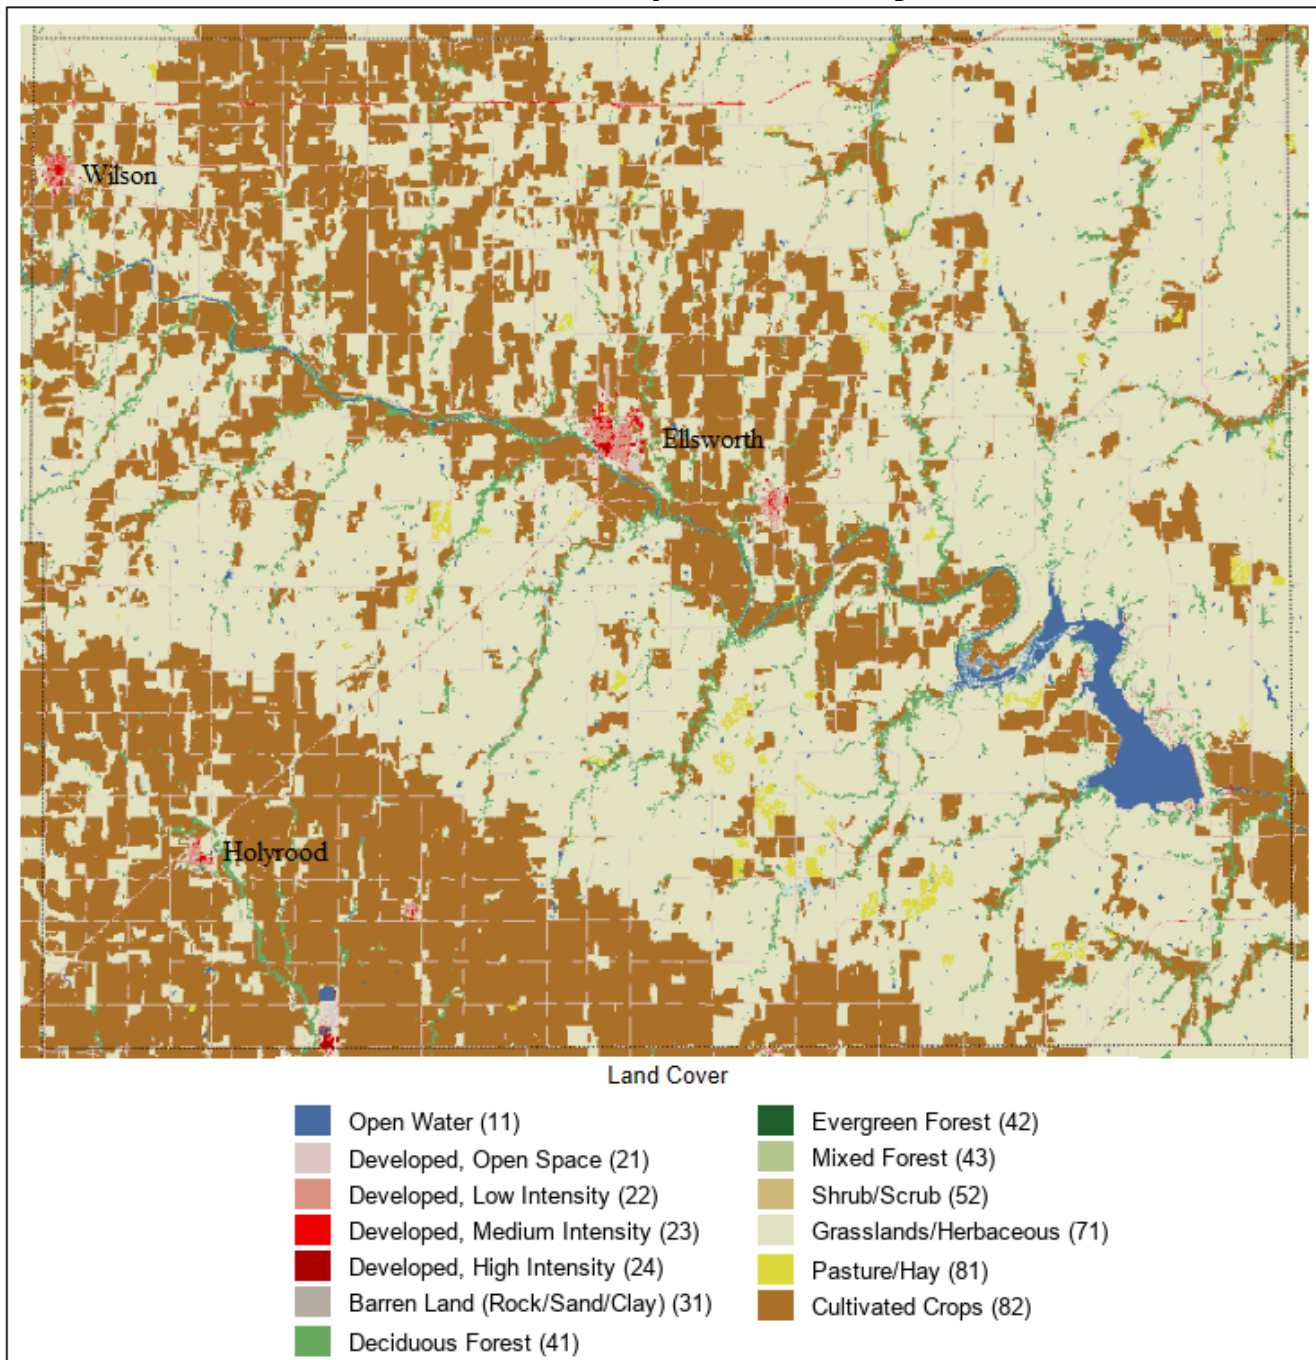 Wilson
Ellsworth
Holyrood
Land Cover
Open Water (11)
Developed, Open Space (21)
Developed, Low Intensity (22)
Developed, Medium Intensity (23)
Developed, High Intensity (24)
Barren Land (Rock/Sand/Clay) (31)
Deciduous Forest (41)
Evergreen Forest (42)
Mixed Forest (43)
Shrub/Scrub (52)
Grasslands/Herbaceous (71)
Pasture/Hay (81)
Cultivated Crops (82)